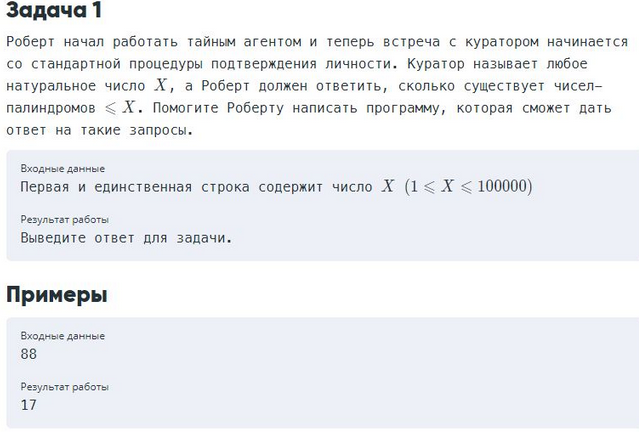 Задача 1
Роберт начал работать тайным агентом и теперь встреча с куратором начинается
со стандартной процедуры подтверждения личности. Куратор называет любое
натуральное число X, а Роберт должен ответить, сколько существует чисел-
палиндромов ⩽ X. Помогите Роберту написать программу, которая сможет дать
ответ на такие запросы.
Входные данные
Первая и единственная строка содержит число X (1 ⩽ X ⩽ 100000)
Результат работы
Выведите ответ для задачи.
Примеры
Входные данные
88
Результат работы
17